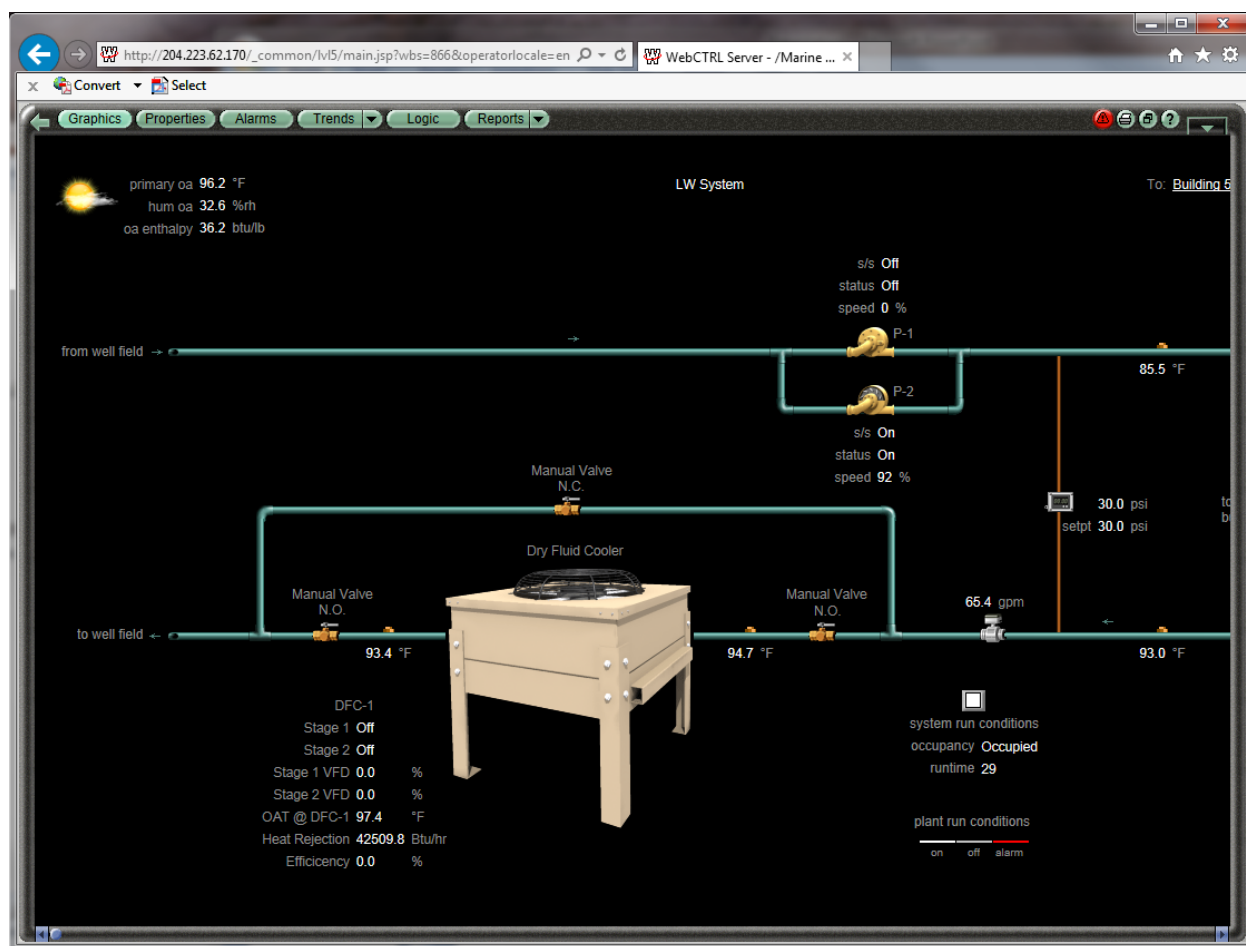 http://204.223.62.170/_common/lvl5/main.jsp?wbs=866&operatorlocale=en
WebCTRL Server - /Marine ...
Convert
Select
Graphics
Properties
Alarms
Trends
Logic
Reports
primary oa 96.2 °F
hum oa 32.6 %rh
oa enthalpy 36.2 btu/lb
LW System
To: Building 5
s/s Off
status Off
speed 0 %
P-1
from well field
85.5 °F
P-2
s/s On
status On
speed 92 %
Manual Valve
N.C.
30.0 psi
setpt 30.0 psi
Dry Fluid Cooler
Manual Valve
N.O.
Manual Valve
N.O.
65.4 gpm
to well field
93.4 °F
94.7 °F
93.0 °F
DFC-1
Stage 1 Off
Stage 2 Off
Stage 1 VFD 0.0 %
Stage 2 VFD 0.0 %
OAT @ DFC-1 97.4 °F
Heat Rejection 42509.8 Btu/hr
Efficicency 0.0 %
system run conditions
occupancy Occupied
runtime 29
plant run conditions
on off alarm